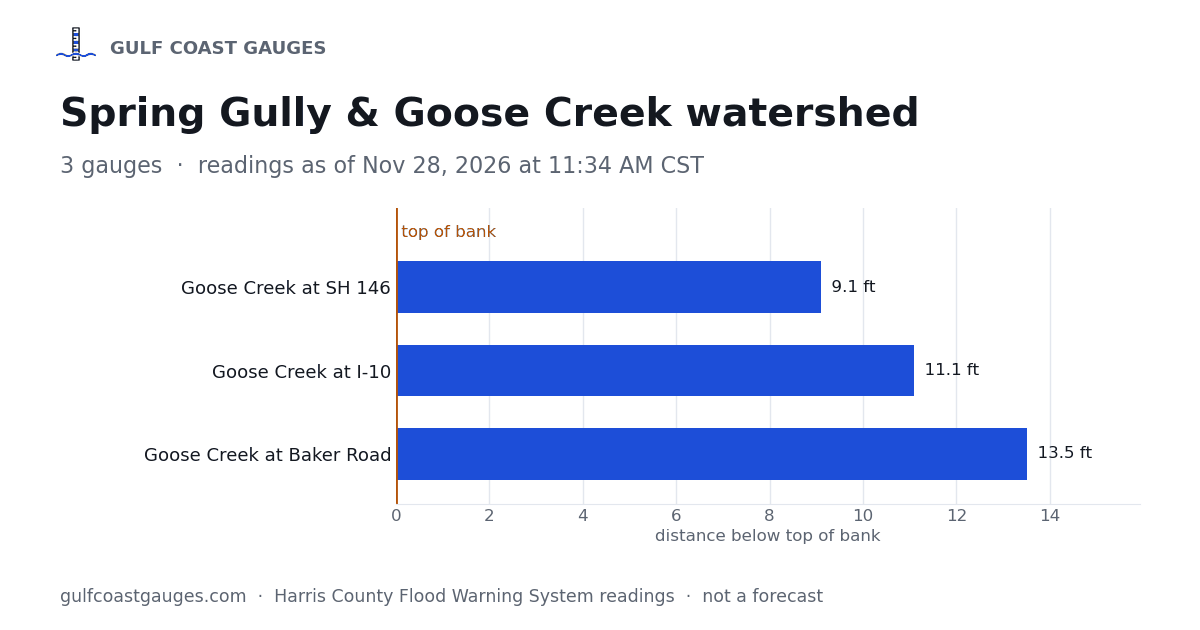 GULF COAST GAUGES
Spring Gully & Goose Creek watershed
3 gauges · readings as of Nov 28, 2026 at 11:34 AM CST
top of bank
Goose Creek at SH 146 9.1 ft
Goose Creek at I-10 11.1 ft
Goose Creek at Baker Road 13.5 ft
0 2 4 6 8 10 12 14
distance below top of bank
gulfcoastgauges.com · Harris County Flood Warning System readings · not a forecast